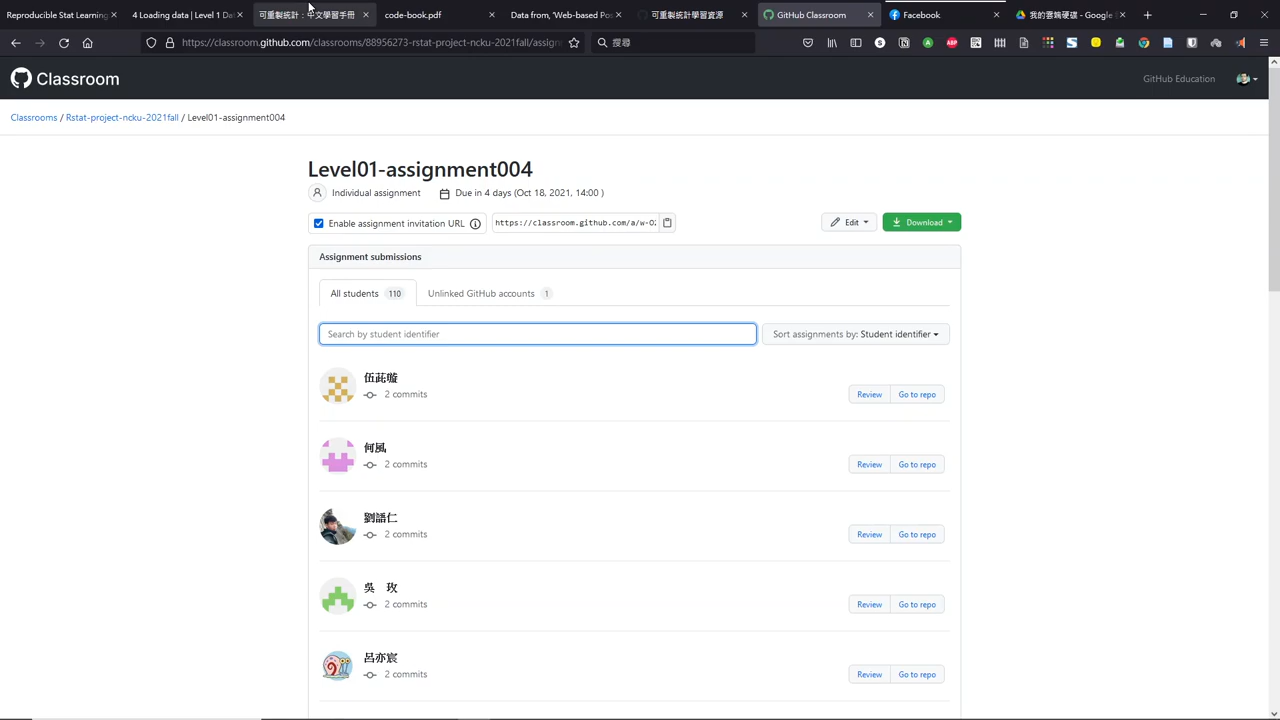 Reproducible Stat Learning
4 Loading data
可重製統計：中文學習手冊
code-book.pdf
Data from, Web-based Pos
可重製統計學習資源
GitHub Classroom
Facebook
我的雲端硬碟 - Google
https://classroom.github.com/classrooms/88956273-rstat-project-ncku-2021fall/assign
搜尋
Classroom
GitHub Education
Classrooms / Rstat-project-ncku-2021fall / Level01-assignment004
Level01-assignment004
Individual assignment
Due in 4 days (Oct 18, 2021, 14:00 )
Enable assignment invitation URL
https://classroom.github.com/a/w-O
Edit
Download
Assignment submissions
All students 110
Unlinked GitHub accounts 1
Search by student identifier
Sort assignments by: Student identifier
伍茈璇
2 commits
Review
Go to repo
何風
2 commits
Review
Go to repo
劉語仁
2 commits
Review
Go to repo
吳 玫
2 commits
Review
Go to repo
呂亦宸
2 commits
Review
Go to repo